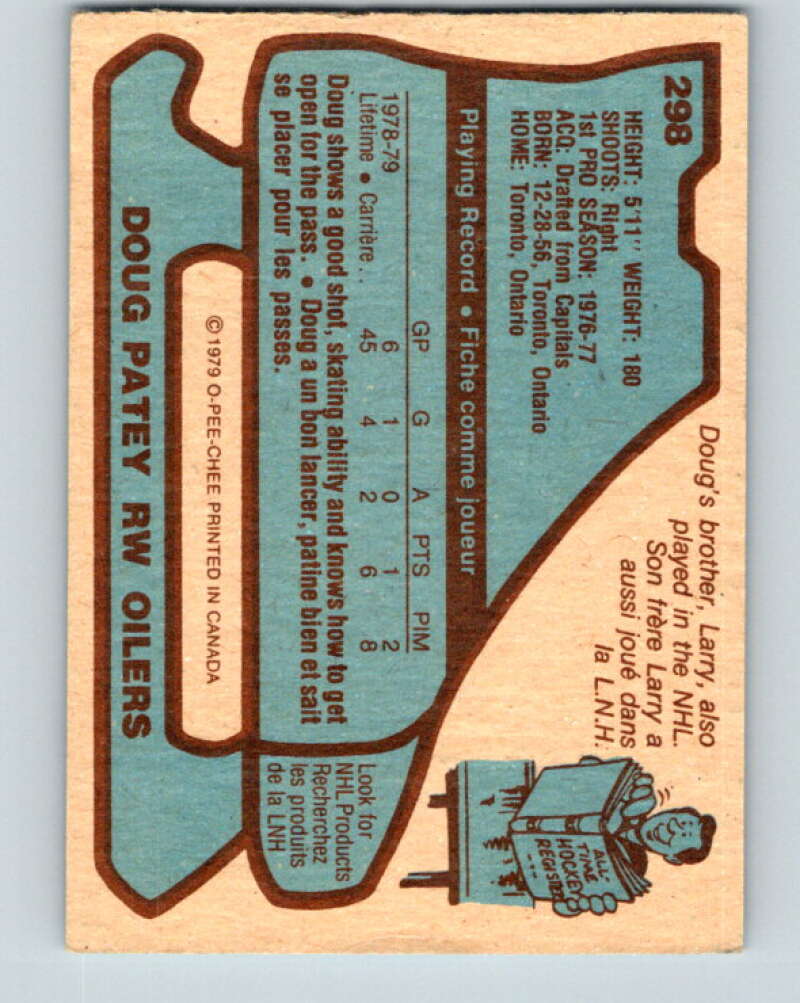 298
HEIGHT: 5'11'' WEIGHT: 180
SHOOTS: Right
1st PRO SEASON: 1976-77
ACQ: Drafted from Capitals
BORN: 12-28-56, Toronto, Ontario
HOME: Toronto, Ontario
Doug's brother, Larry, also
played in the NHL.
Son frère Larry a
aussi joué dans
la L.N.H.
ALL-
TIME
HOCKEY
REGISTER
Playing Record • Fiche comme joueur
GP G A PTS PIM
1978-79 6 1 0 1 2
Lifetime • Carrière... 45 4 2 6 8
Doug shows a good shot, skating ability and knows how to get
open for the pass. • Doug a un bon lancer, patine bien et sait
se placer pour les passes.
Look for
NHL Products
Recherchez
les produits
de la LNH
©1979 O-PEE-CHEE PRINTED IN CANADA
DOUG PATEY RW OILERS